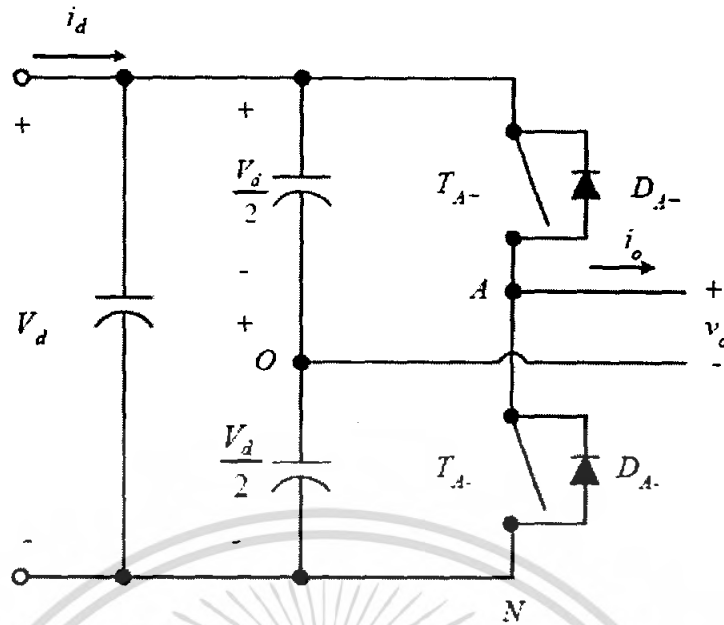 i_d
+
+
V_d/2
T_A+
D_A+
-
i_o
A
+
V_d
+
v_o
O
-
V_d/2
T_A-
D_A-
-
-
N